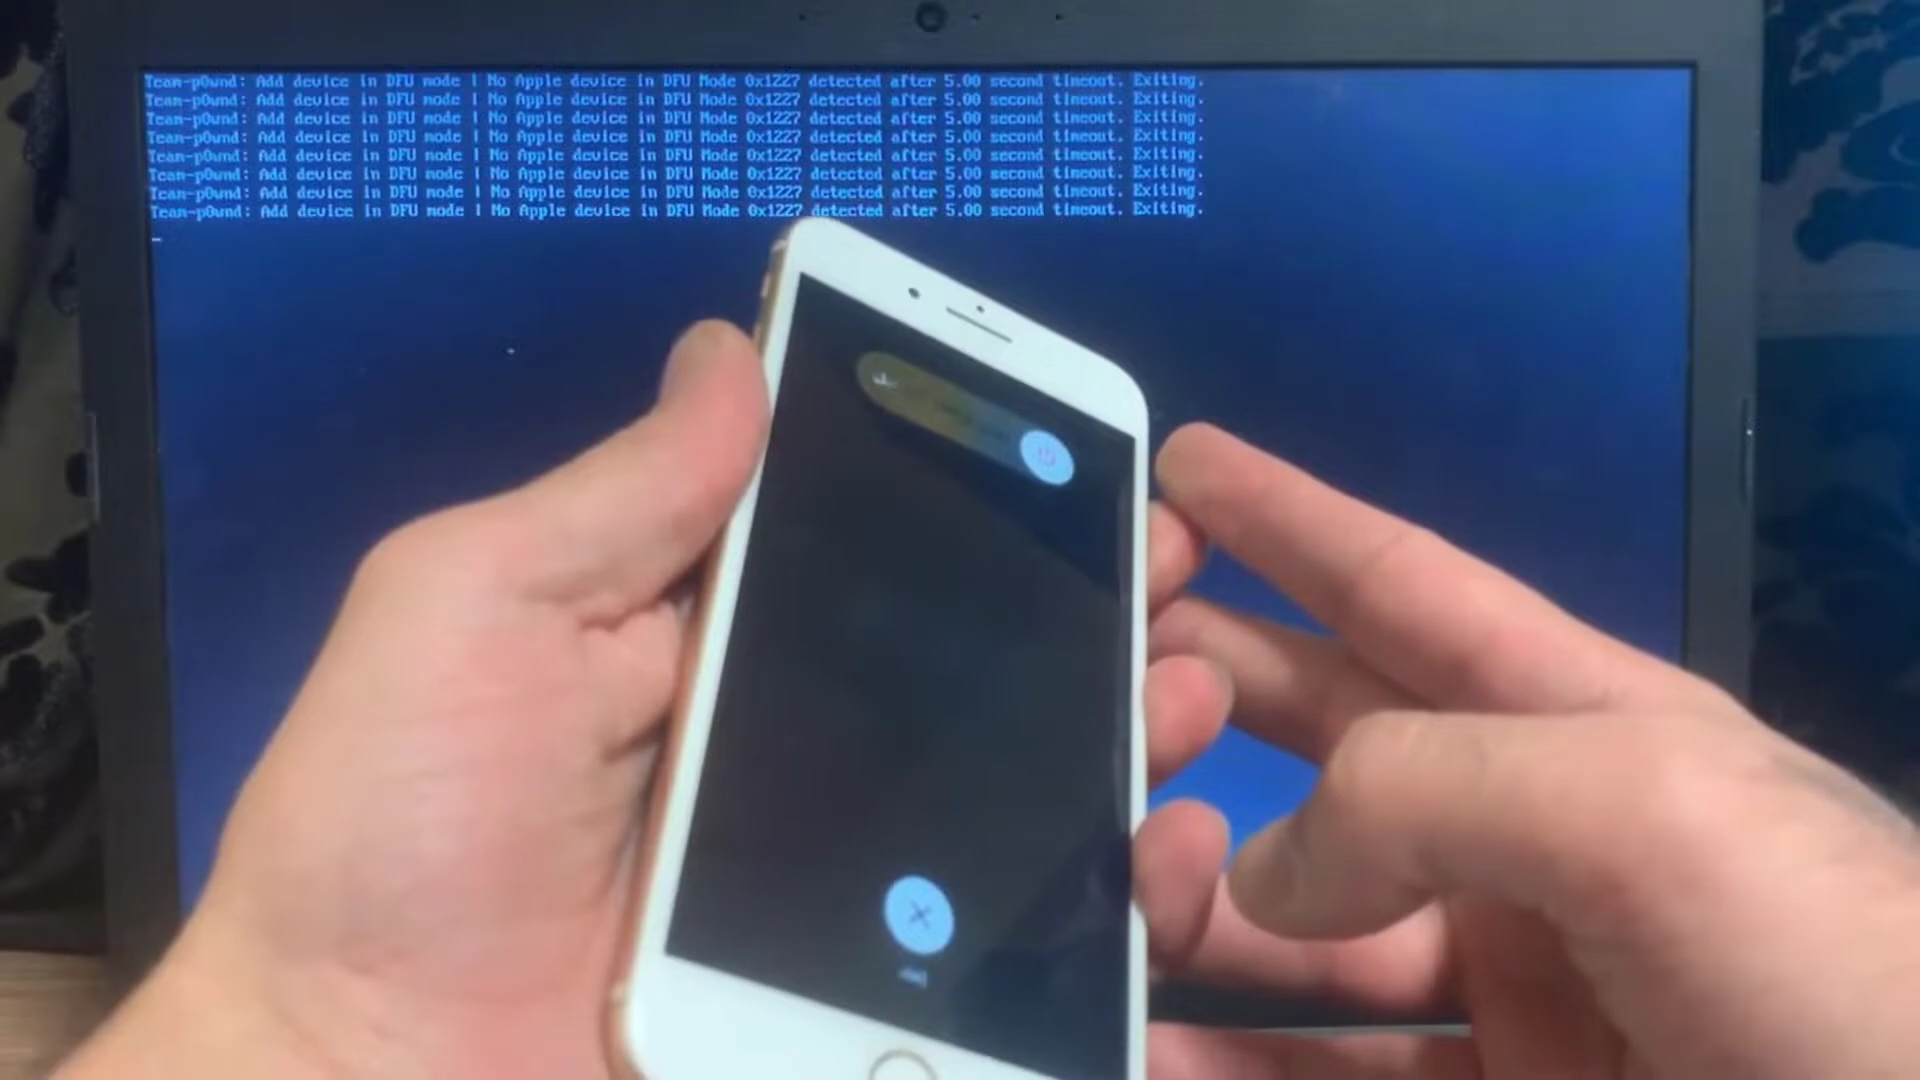 Team-p0wnd: Add device in DFU mode | No Apple device in DFU Mode 0x1227 detected after 5.00 second timeout. Exiting.
Team-p0wnd: Add device in DFU mode | No Apple device in DFU Mode 0x1227 detected after 5.00 second timeout. Exiting.
Team-p0wnd: Add device in DFU mode | No Apple device in DFU Mode 0x1227 detected after 5.00 second timeout. Exiting.
Team-p0wnd: Add device in DFU mode | No Apple device in DFU Mode 0x1227 detected after 5.00 second timeout. Exiting.
Team-p0wnd: Add device in DFU mode | No Apple device in DFU Mode 0x1227 detected after 5.00 second timeout. Exiting.
Team-p0wnd: Add device in DFU mode | No Apple device in DFU Mode 0x1227 detected after 5.00 second timeout. Exiting.
Team-p0wnd: Add device in DFU mode | No Apple device in DFU Mode 0x1227 detected after 5.00 second timeout. Exiting.
Team-p0wnd: Add device in DFU mode | No Apple device in DFU Mode 0x1227 detected after 5.00 second timeout. Exiting.